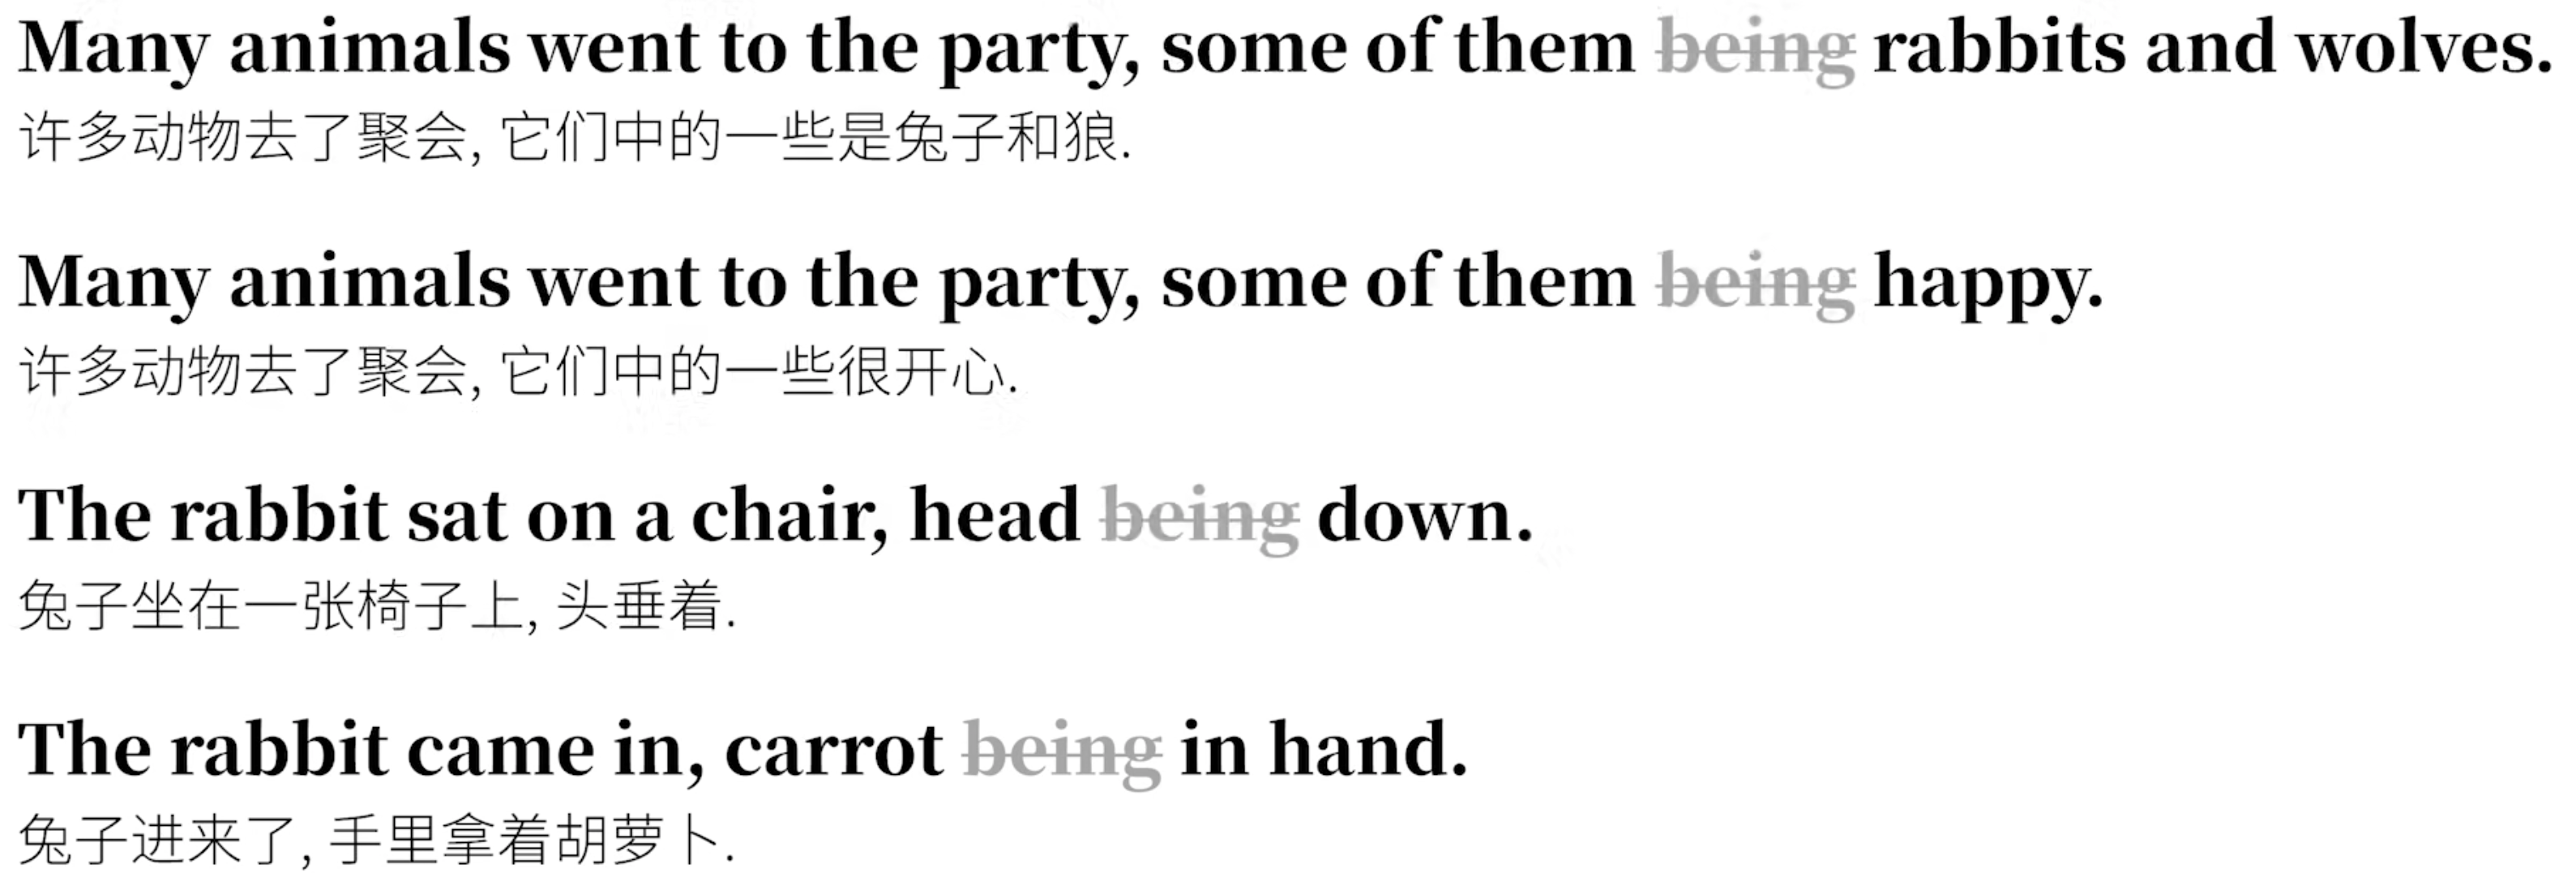 Many animals went to the party, some of them being rabbits and wolves.
许多动物去了聚会, 它们中的一些是兔子和狼.
Many animals went to the party, some of them being happy.
许多动物去了聚会, 它们中的一些很开心.
The rabbit sat on a chair, head being down.
兔子坐在一张椅子上, 头垂着.
The rabbit came in, carrot being in hand.
兔子进来了, 手里拿着胡萝卜.